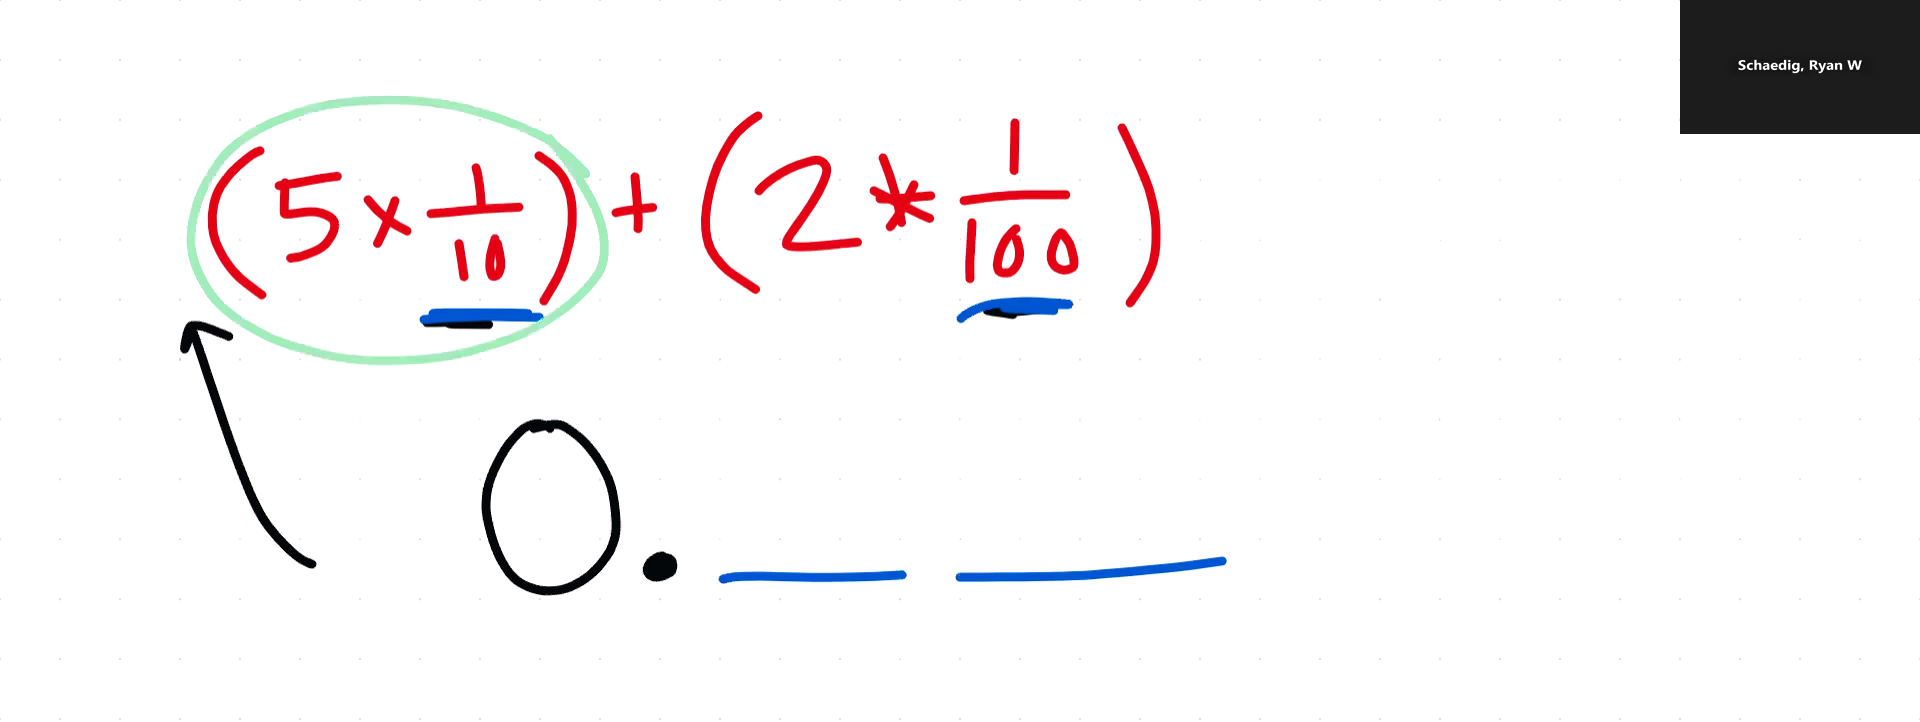 Schaedig, Ryan W
(5 × 1/10) + (2 * 1/100)
0. __ __